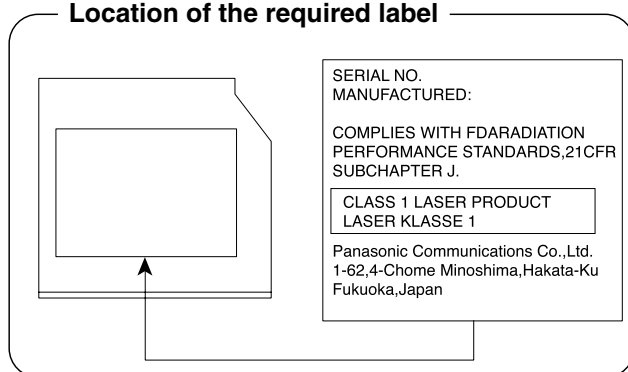 Location of the required label
SERIAL NO.
MANUFACTURED:
COMPLIES WITH FDARADIATION
PERFORMANCE STANDARDS,21CFR
SUBCHAPTER J.
CLASS 1 LASER PRODUCT
LASER KLASSE 1
Panasonic Communications Co.,Ltd.
1-62,4-Chome Minoshima,Hakata-Ku
Fukuoka,Japan